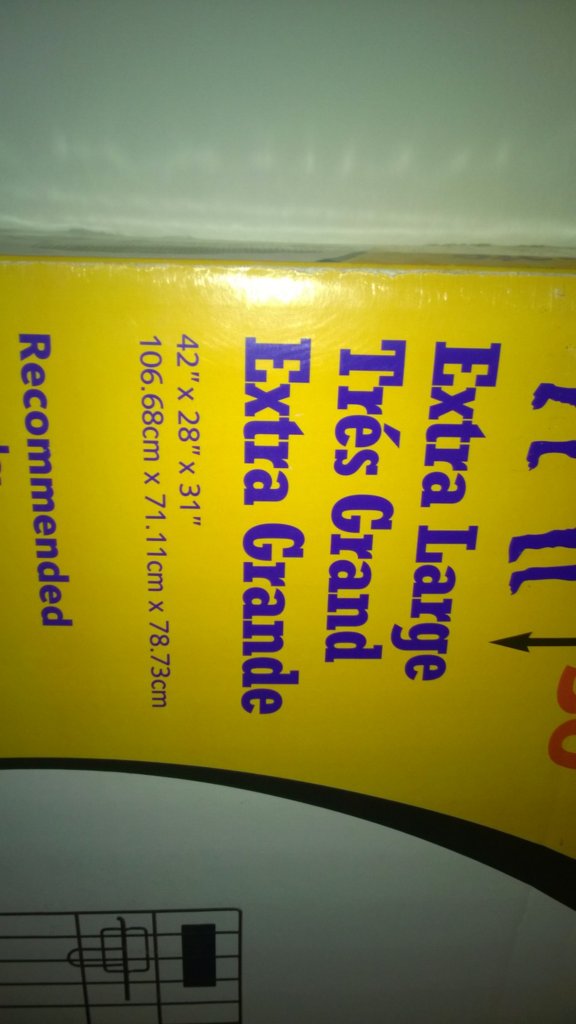 Extra Large
Trés Grand
Extra Grande
42" x 28" x 31"
106.68cm x 71.11cm x 78.73cm
Recommended